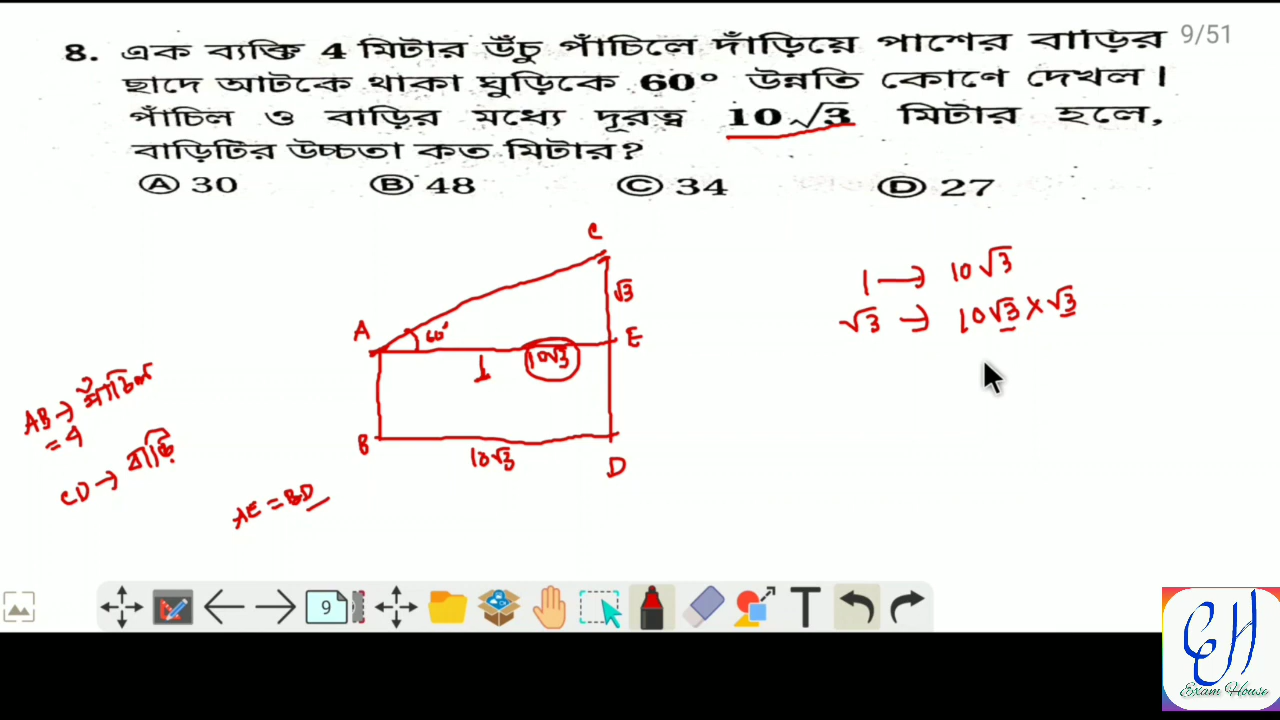 9/51
8. এক ব্যক্তি 4 মিটার উঁচু পাঁচিলে দাঁড়িয়ে পাশের বাড়ির
ছাদে আটকে থাকা ঘুড়িকে 60° উন্নতি কোণে দেখল।
পাঁচিল ও বাড়ির মধ্যে দূরত্ব 10√3 মিটার হলে,
বাড়িটির উচ্চতা কত মিটার?
Ⓐ 30 Ⓑ 48 Ⓒ 34 Ⓓ 27
C
√3
A 60° E
1 10√3
B 10√3 D
1 → 10√3
√3 → 10√3 × √3
AB → পাঁচিল
= 4
CD → বাড়ি
AE = BD
9
T
CH
Exam House